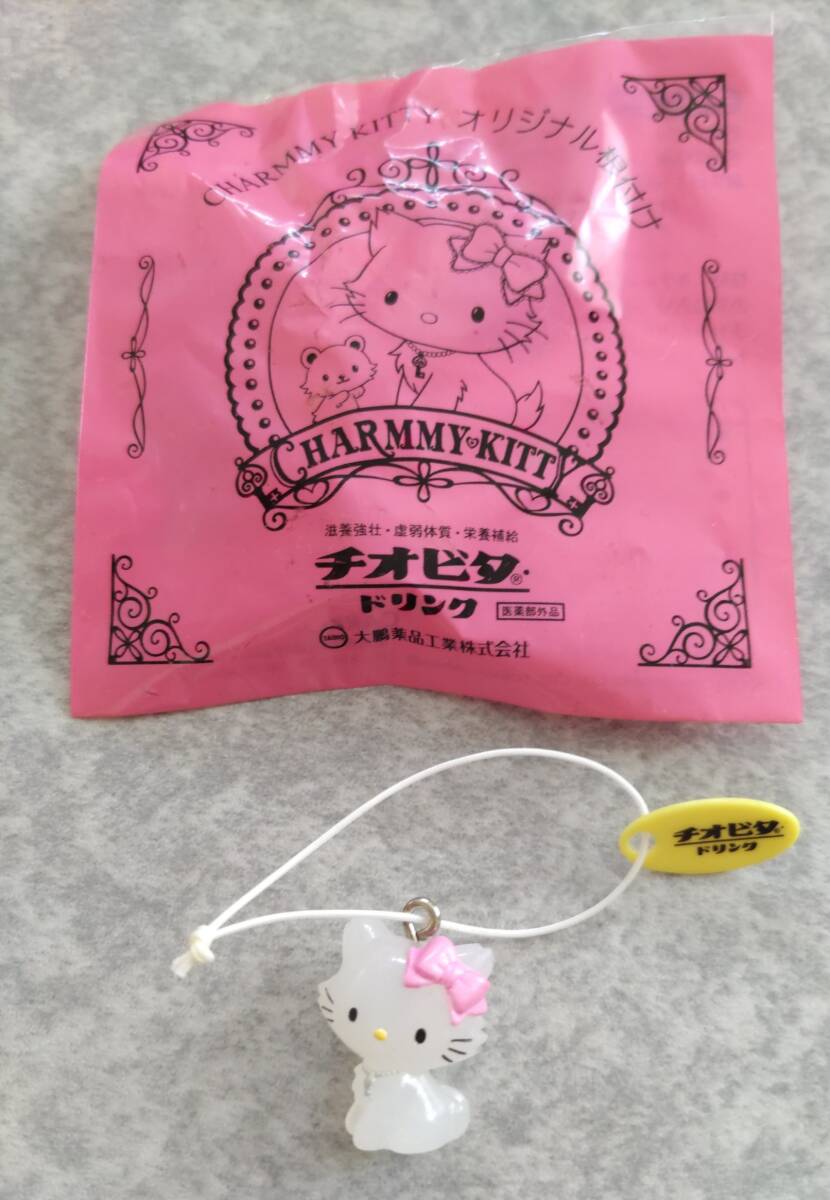 CHARMMY KITTY オリジナル根付け
CHARMMY KITTY
滋養強壮・虚弱体質・栄養補給
チオビタ®
ドリンク 医薬部外品
TAIHO 大鵬薬品工業株式会社
チオビタ®
ドリンク